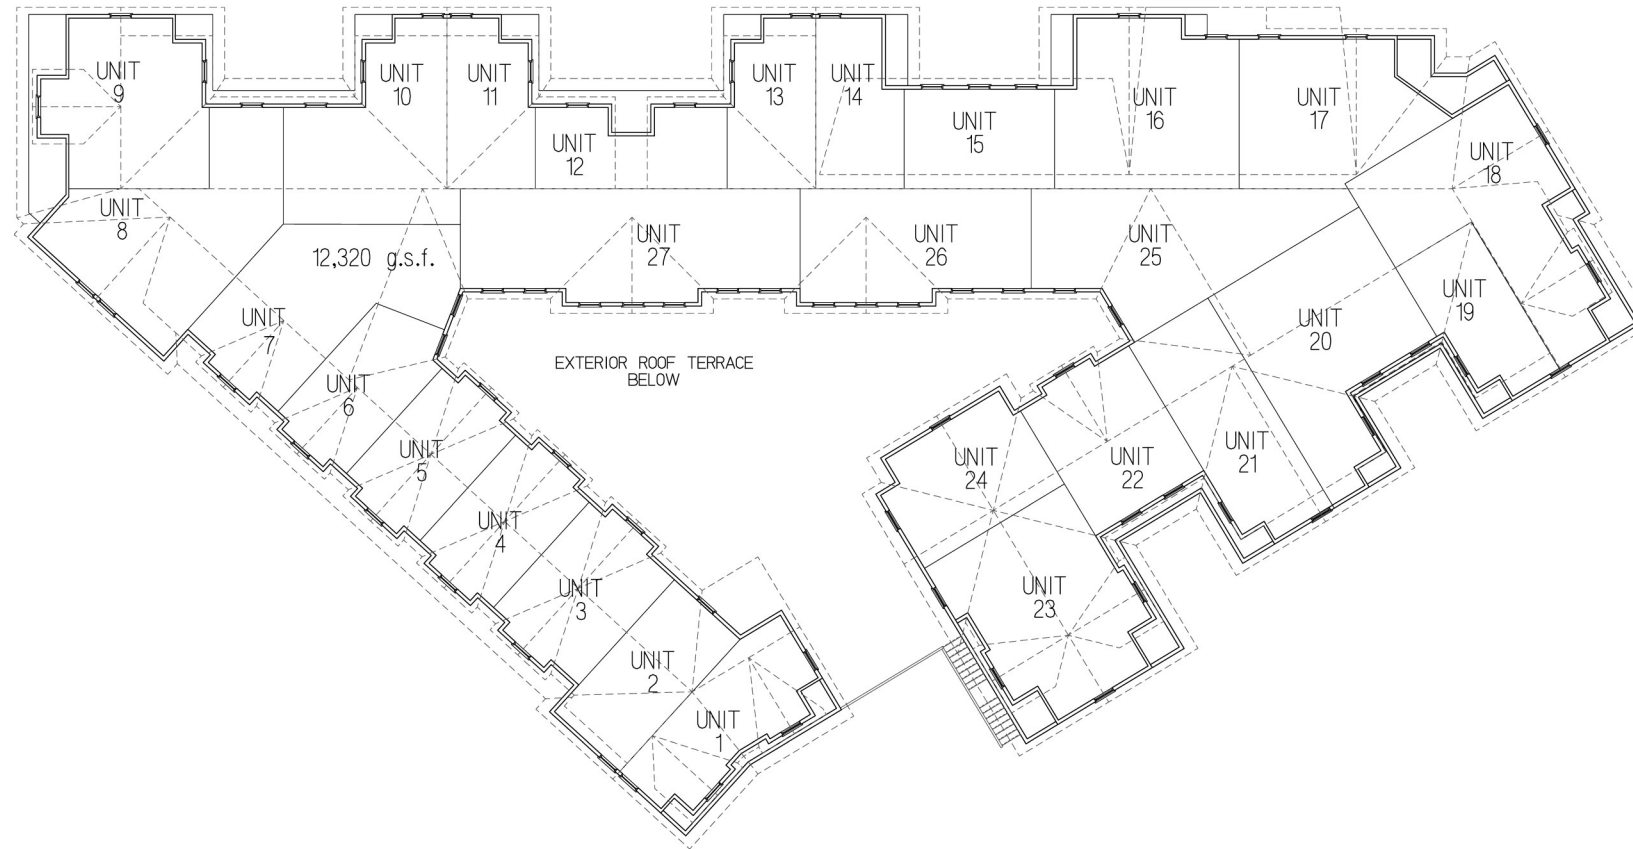 UNIT
9
UNIT
10
UNIT
11
UNIT
12
UNIT
13
UNIT
14
UNIT
15
UNIT
16
UNIT
17
UNIT
18
UNIT
8
12,320 g.s.f.
UNIT
27
UNIT
26
UNIT
25
UNIT
7
UNIT
20
UNIT
19
EXTERIOR ROOF TERRACE
BELOW
UNIT
6
UNIT
5
UNIT
24
UNIT
22
UNIT
21
UNIT
4
UNIT
3
UNIT
23
UNIT
2
UNIT
1